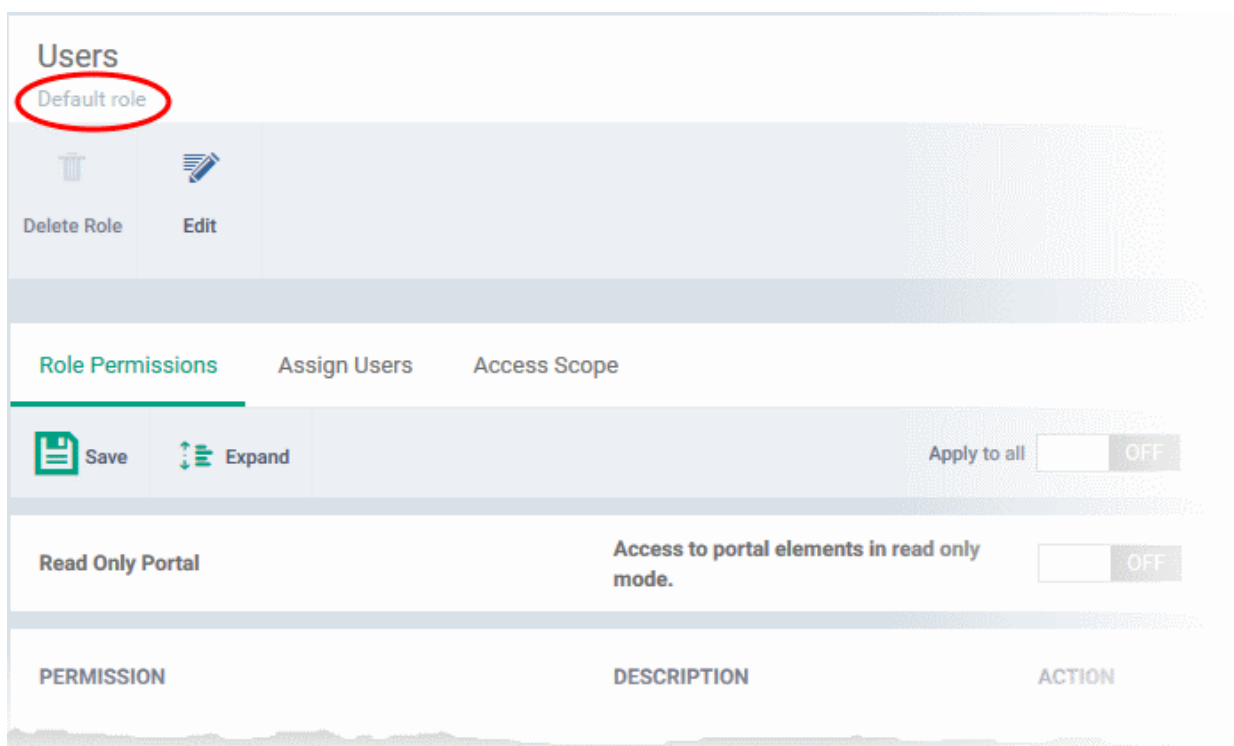 Users
Default role
Delete Role
Edit
Role Permissions
Assign Users
Access Scope
Save
Expand
Apply to all
OFF
Read Only Portal
Access to portal elements in read only
mode.
OFF
PERMISSION
DESCRIPTION
ACTION